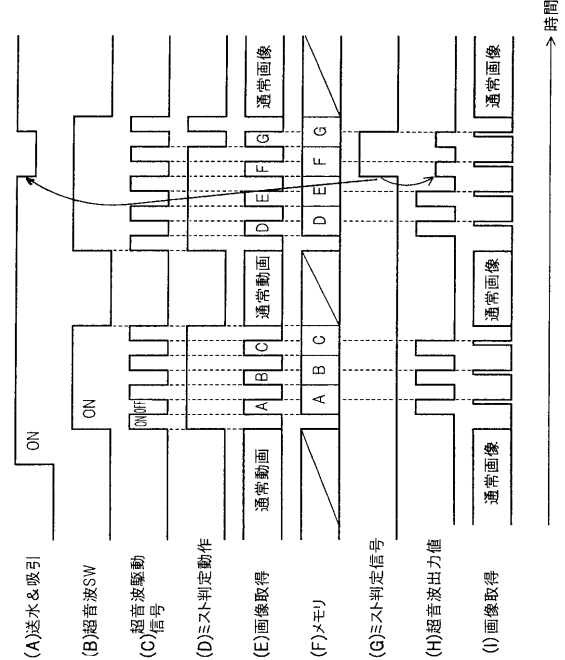 (A)送水&吸引
ON
(B)超音波SW
ON
超音波駆動
(C)信号
ON
OFF
(D)ミスト判定動作
(E)画像取得
通常動画
A
B
C
通常動画
D
E
F
G
通常画像
(F)メモリ
A
B
C
D
E
F
G
(G)ミスト判定信号
(H)超音波出力値
(I)画像取得
通常画像
通常画像
通常画像
時間